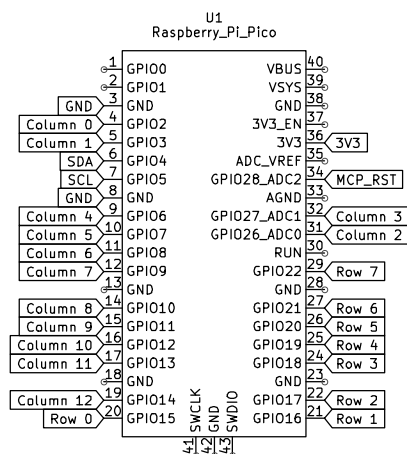 U1
Raspberry_Pi_Pico
1 GPIO0 VBUS 40
2 GPIO1 VSYS 39
GND 3 GND GND 38
Column 0 4 GPIO2 3V3_EN 37
Column 1 5 GPIO3 3V3 36 3V3
SDA 6 GPIO4 ADC_VREF 35
SCL 7 GPIO5 GPIO28_ADC2 34 MCP_RST
GND 8 GND AGND 33
Column 4 9 GPIO6 GPIO27_ADC1 32 Column 3
Column 5 10 GPIO7 GPIO26_ADC0 31 Column 2
Column 6 11 GPIO8 RUN 30
Column 7 12 GPIO9 GPIO22 29 Row 7
13 GND GND 28
Column 8 14 GPIO10 GPIO21 27 Row 6
Column 9 15 GPIO11 GPIO20 26 Row 5
Column 10 16 GPIO12 GPIO19 25 Row 4
Column 11 17 GPIO13 GPIO18 24 Row 3
18 GND GND 23
Column 12 19 GPIO14 GPIO17 22 Row 2
Row 0 20 GPIO15 GPIO16 21 Row 1
SWCLK GND SWDIO
41 42 43